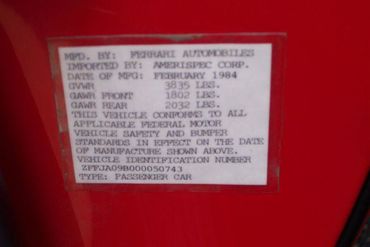 MFD. BY: FERRARI AUTOMOBILES
IMPORTED BY: AMERISPEC CORP.
DATE OF MFG: FEBRUARY 1984
GVWR 3835 LBS.
GAWR FRONT 1802 LBS.
GAWR REAR 2032 LBS.
THIS VEHICLE CONFORMS TO ALL
APPLICABLE FEDERAL MOTOR
VEHICLE SAFETY AND BUMPER
STANDARDS IN EFFECT ON THE DATE
OF MANUFACTURE SHOWN ABOVE.
VEHICLE IDENTIFICATION NUMBER
ZFFJA09B000050743
TYPE: PASSENGER CAR